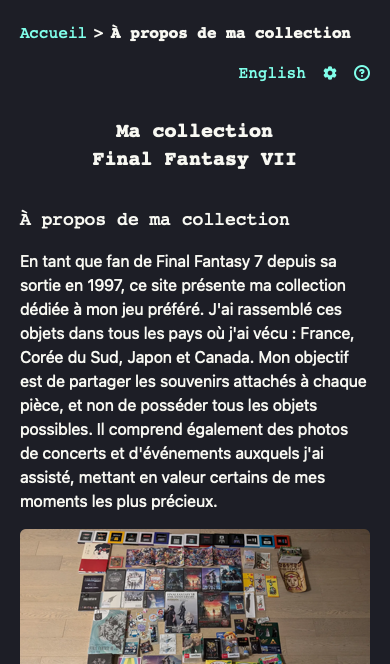 Accueil > À propos de ma collection
English
Ma collection
Final Fantasy VII
À propos de ma collection
En tant que fan de Final Fantasy 7 depuis sa
sortie en 1997, ce site présente ma collection
dédiée à mon jeu préféré. J'ai rassemblé ces
objets dans tous les pays où j'ai vécu : France,
Corée du Sud, Japon et Canada. Mon objectif
est de partager les souvenirs attachés à chaque
pièce, et non de posséder tous les objets
possibles. Il comprend également des photos
de concerts et d'événements auxquels j'ai
assisté, mettant en valeur certains de mes
moments les plus précieux.